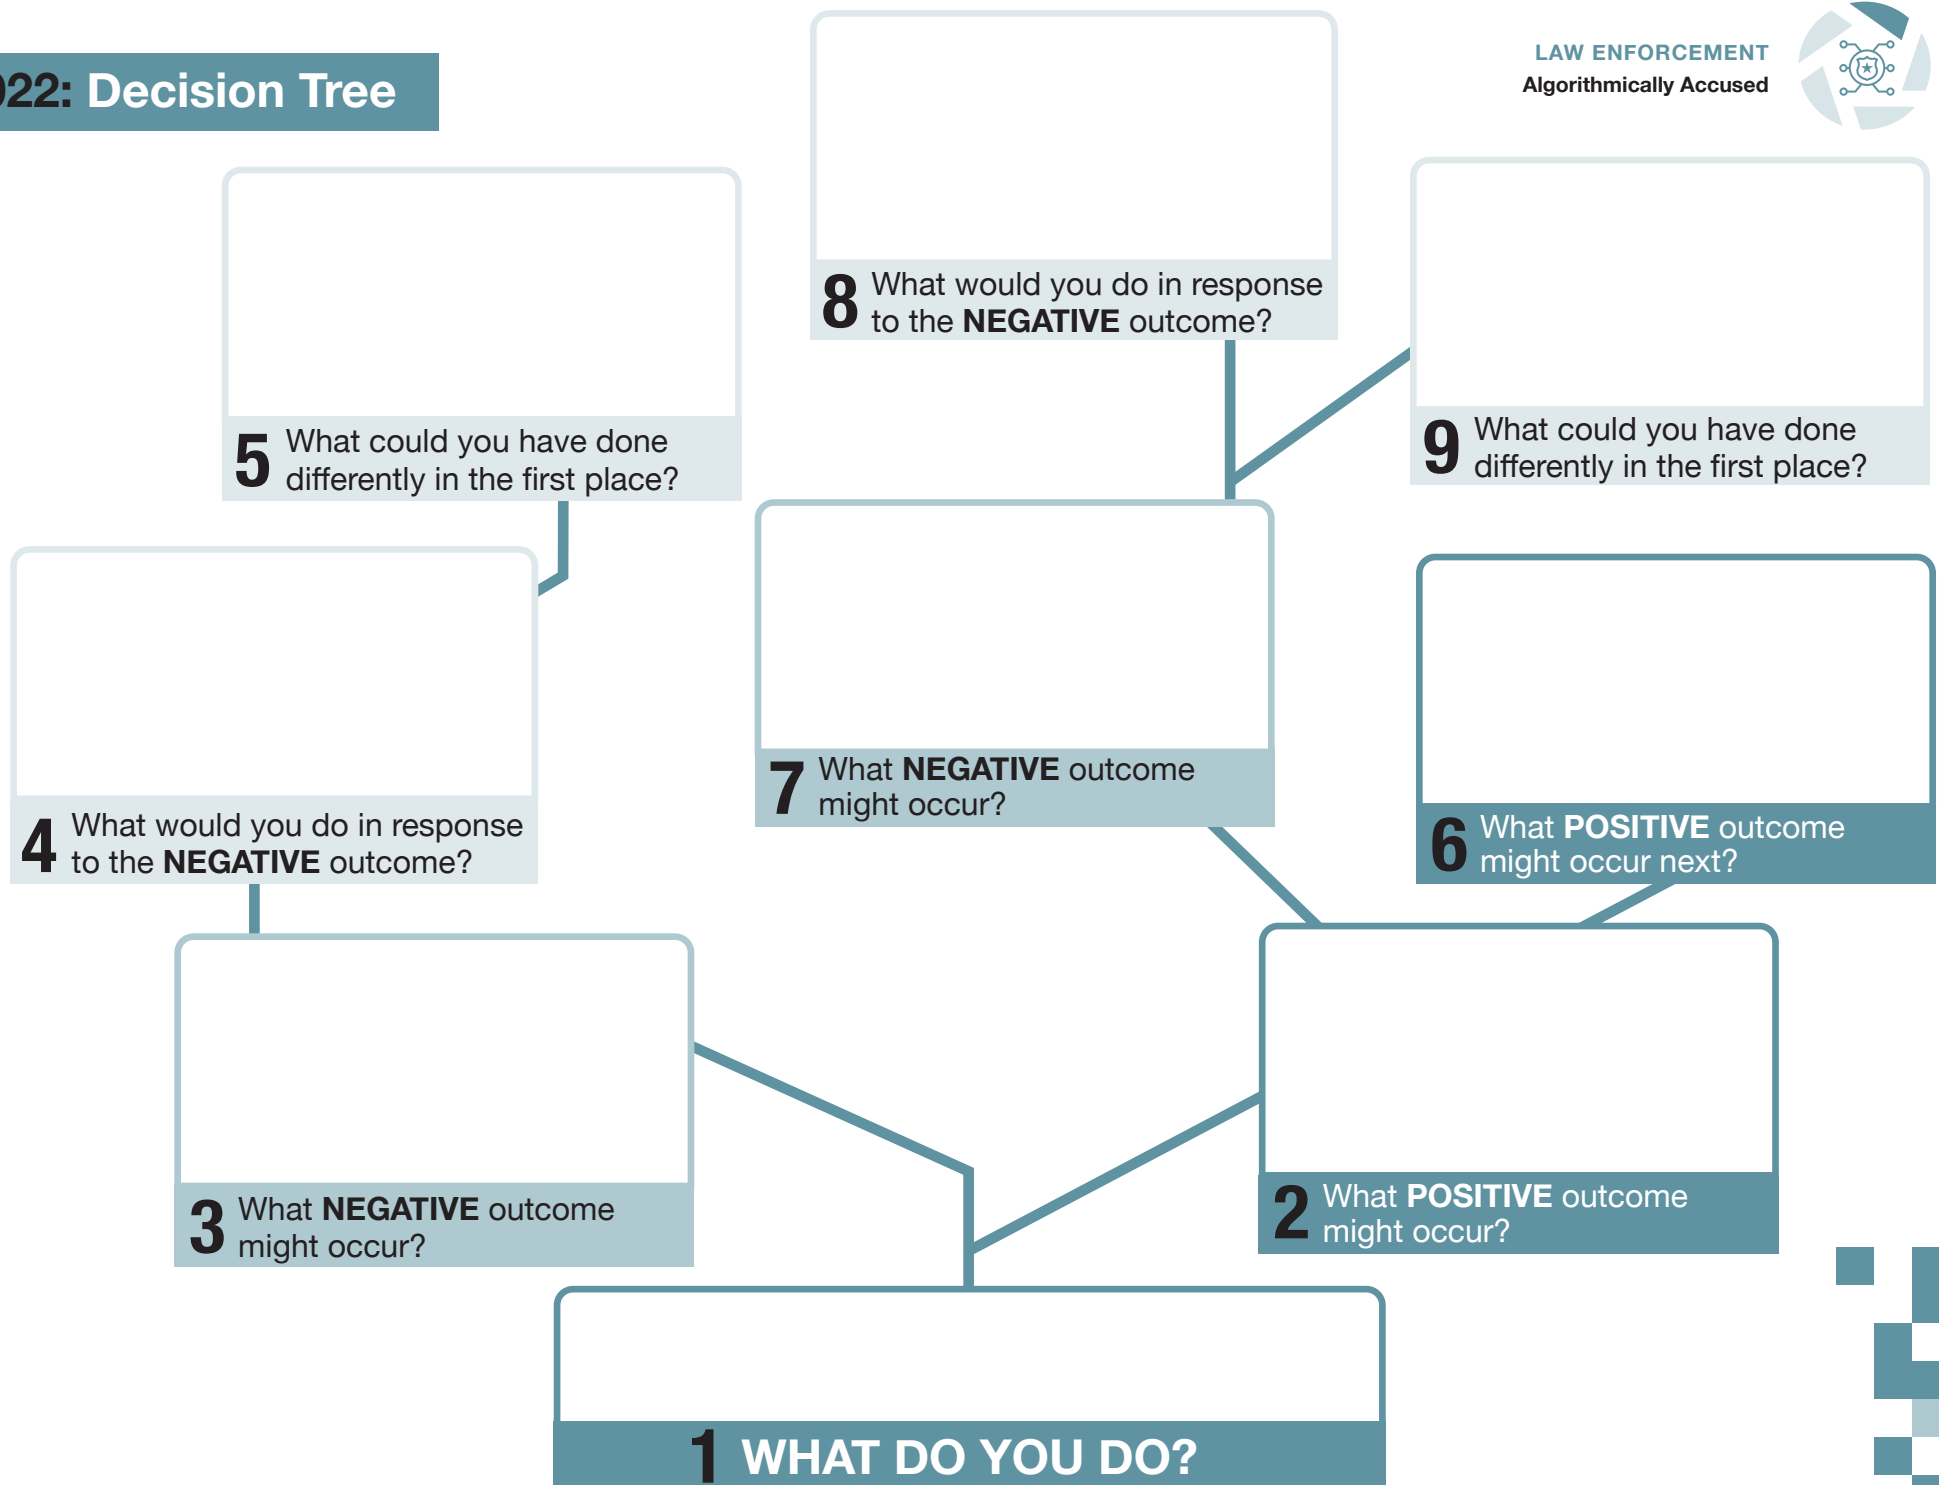 022: Decision Tree
LAW ENFORCEMENT
Algorithmically Accused
8 What would you do in response
to the NEGATIVE outcome?
5 What could you have done
differently in the first place?
9 What could you have done
differently in the first place?
7 What NEGATIVE outcome
might occur?
4 What would you do in response
to the NEGATIVE outcome?
6 What POSITIVE outcome
might occur next?
3 What NEGATIVE outcome
might occur?
2 What POSITIVE outcome
might occur?
1 WHAT DO YOU DO?